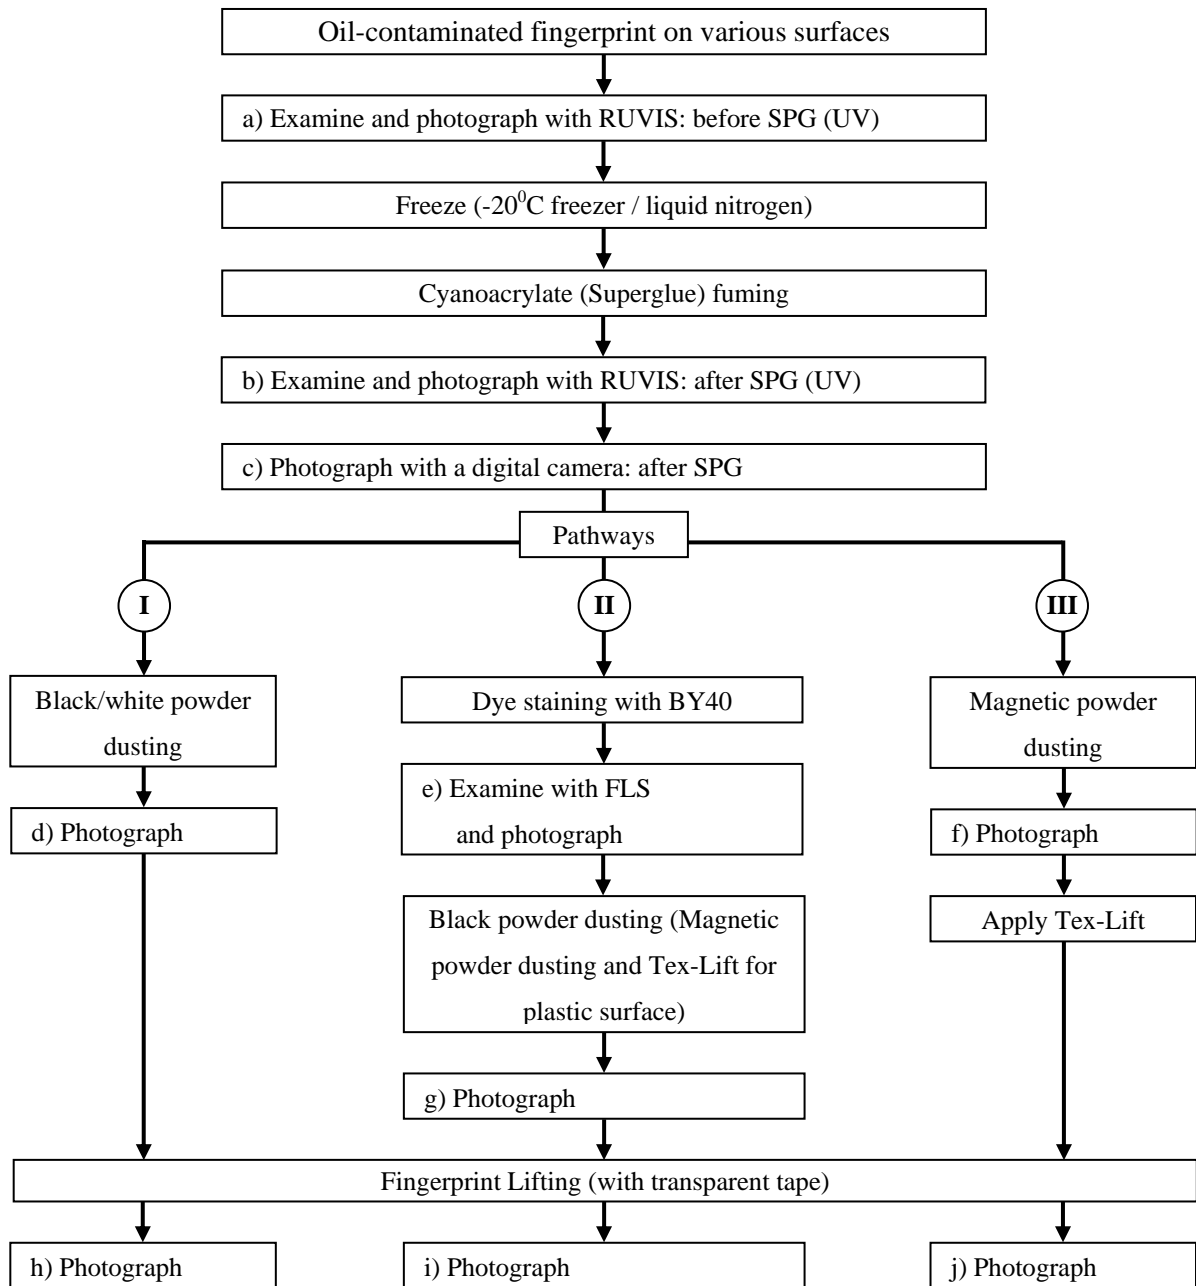 Oil-contaminated fingerprint on various surfaces
a) Examine and photograph with RUVIS: before SPG (UV)
Freeze (-20⁰C freezer / liquid nitrogen)
Cyanoacrylate (Superglue) fuming
b) Examine and photograph with RUVIS: after SPG (UV)
c) Photograph with a digital camera: after SPG
Pathways
I
II
III
Black/white powder
dusting
d) Photograph
Dye staining with BY40
e) Examine with FLS
and photograph
Black powder dusting (Magnetic
powder dusting and Tex-Lift for
plastic surface)
g) Photograph
Magnetic powder
dusting
f) Photograph
Apply Tex-Lift
Fingerprint Lifting (with transparent tape)
h) Photograph
i) Photograph
j) Photograph